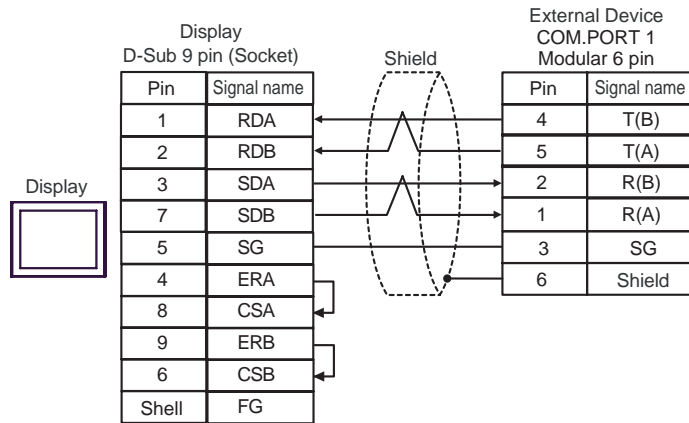 Display
D-Sub 9 pin (Socket)
Shield
External Device
COM.PORT 1
Modular 6 pin
Pin Signal name
Pin Signal name
1 RDA
4 T(B)
2 RDB
5 T(A)
3 SDA
2 R(B)
7 SDB
1 R(A)
5 SG
3 SG
4 ERA
6 Shield
8 CSA
9 ERB
6 CSB
Shell FG
Display